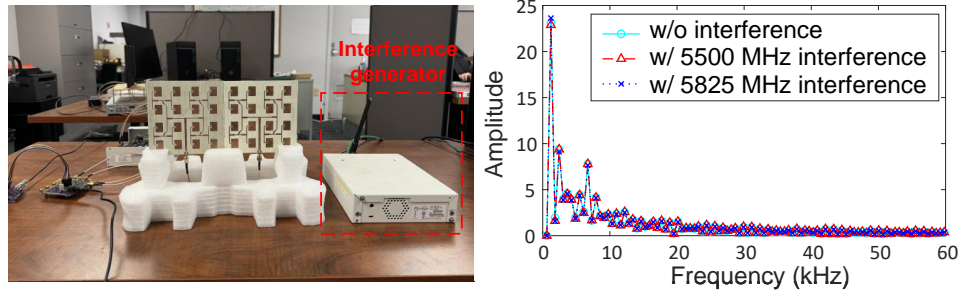 Interference
generator
25
20
15
10
5
0
Amplitude
w/o interference
w/ 5500 MHz interference
w/ 5825 MHz interference
0 10 20 30 40 50 60
Frequency (kHz)